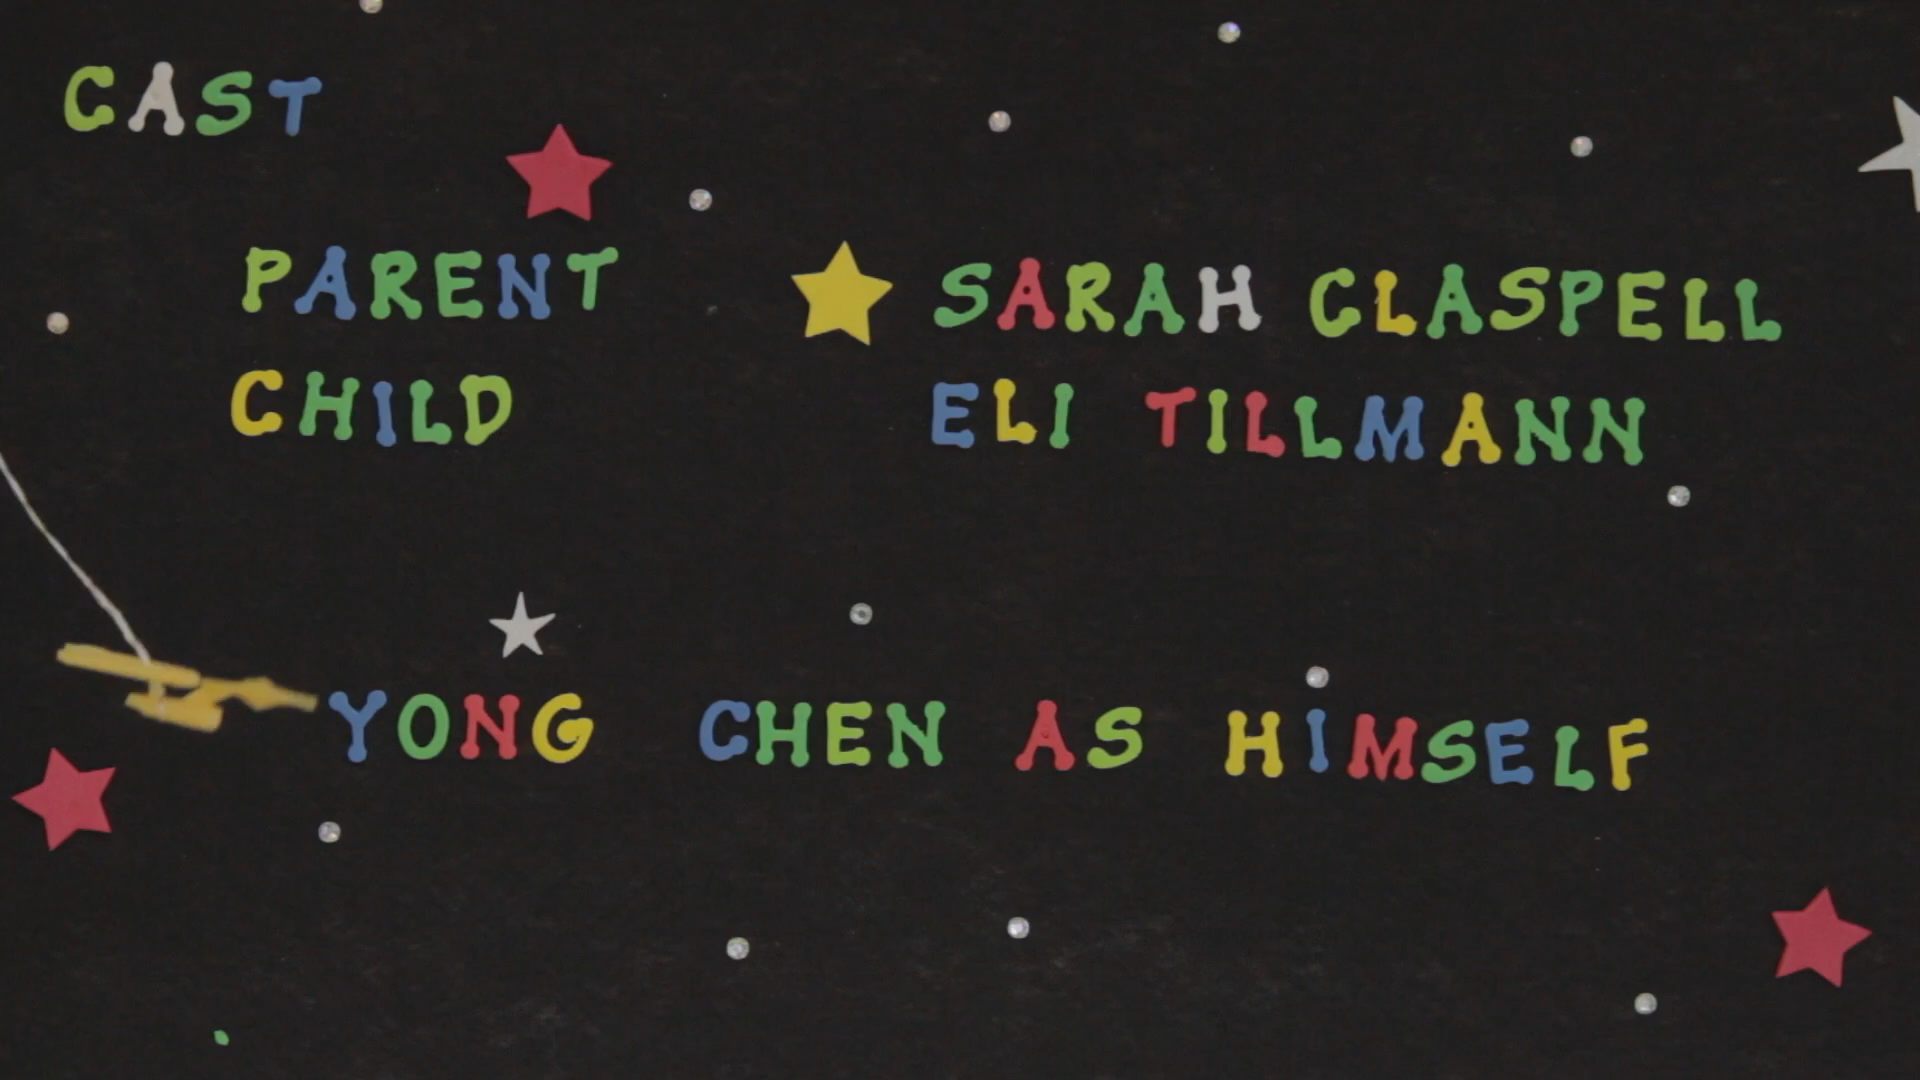 CAST
PARENT SARAH CLASPELL
CHILD ELI TILLMANN
YONG CHEN AS HIMSELF